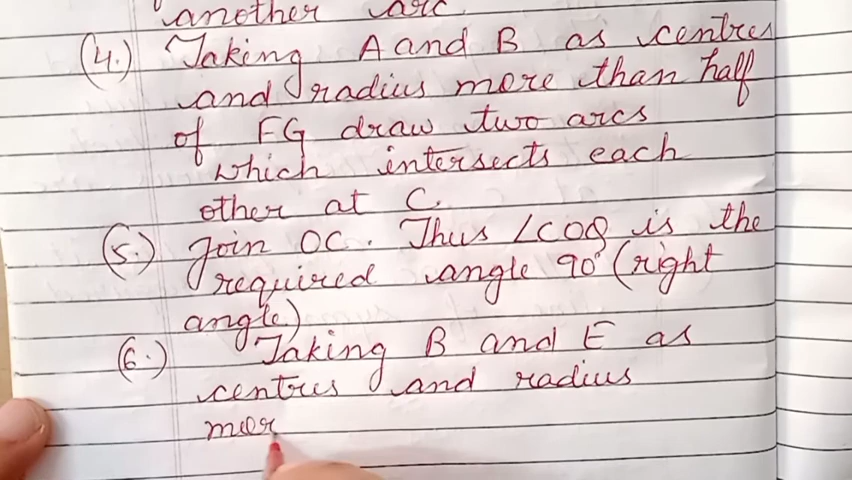 another arc
(4.) Taking A and B as centres
and radius more than half
of FG draw two arcs
which intersects each
other at C.
(5.) Join OC. Thus ∠COQ is the
required angle 90° (right
angle)
(6.) Taking B and E as
centres and radius
mor